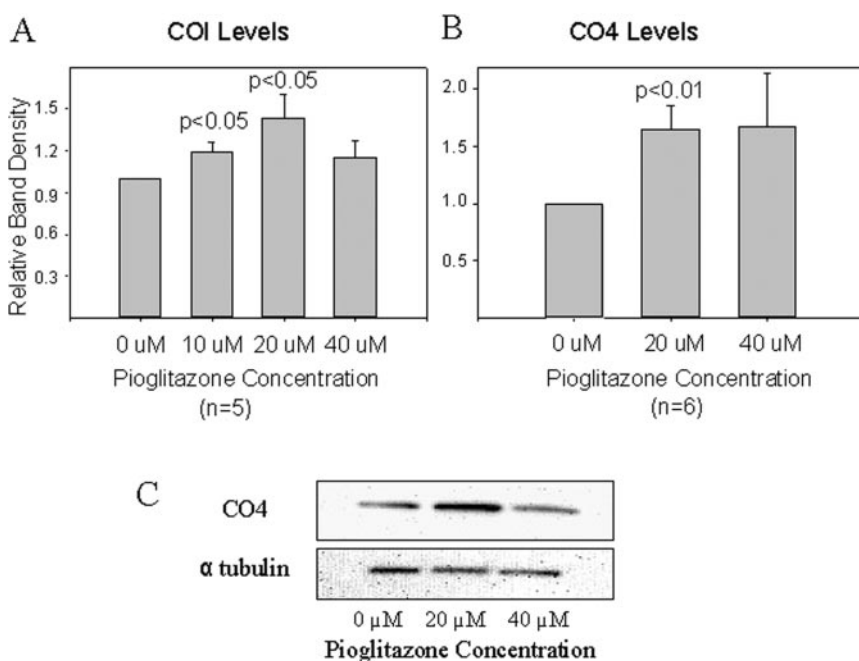 A
COI Levels
Relative Band Density
1.5
1.2
0.9
0.6
0.3
p<0.05
p<0.05
0 uM 10 uM 20 uM 40 uM
Pioglitazone Concentration
(n=5)
B
CO4 Levels
2.0
1.5
1.0
0.5
p<0.01
0 uM 20 uM 40 uM
Pioglitazone Concentration
(n=6)
C
CO4
α tubulin
0 µM 20 µM 40 µM
Pioglitazone Concentration